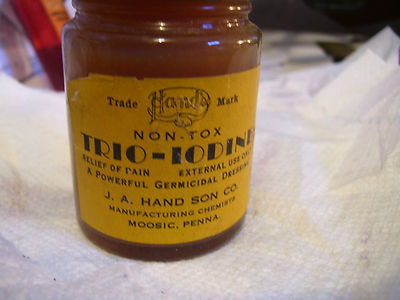 Trade Hand's Mark
NON-TOX
TRIO-IODINE
RELIEF OF PAIN EXTERNAL USE ONLY
A POWERFUL GERMICIDAL DRESSING
J. A. HAND SON CO.
MANUFACTURING CHEMISTS
MOOSIC, PENNA.